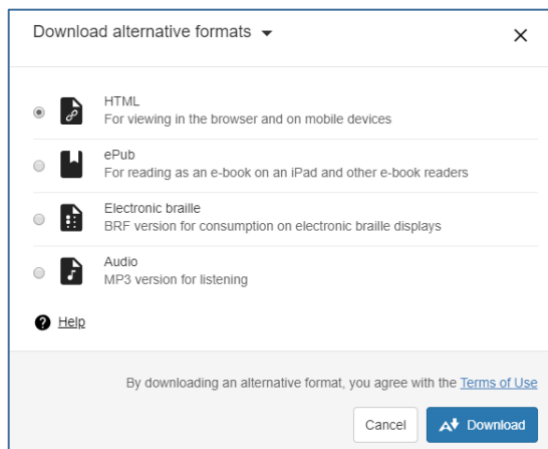 Download alternative formats
HTML
For viewing in the browser and on mobile devices
ePub
For reading as an e-book on an iPad and other e-book readers
Electronic braille
BRF version for consumption on electronic braille displays
Audio
MP3 version for listening
Help
By downloading an alternative format, you agree with the Terms of Use
Cancel
Download